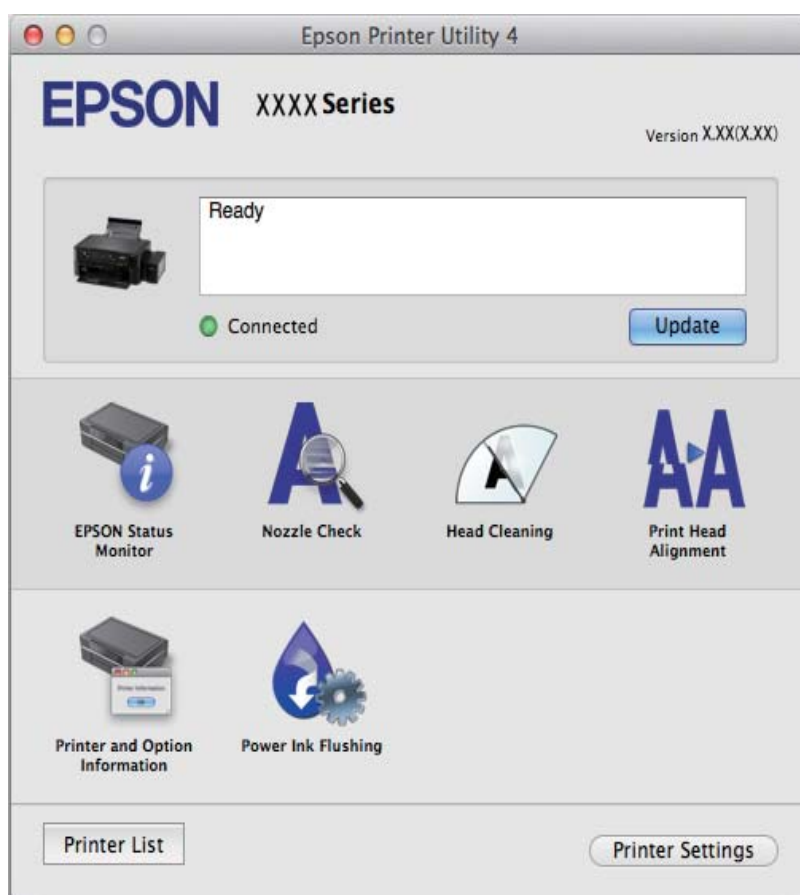 Epson Printer Utility 4
EPSON XXXX Series
Version X.XX(X.XX)
Ready
Connected
Update
EPSON Status
Monitor
Nozzle Check
Head Cleaning
Print Head
Alignment
Printer and Option
Information
Power Ink Flushing
Printer List
Printer Settings